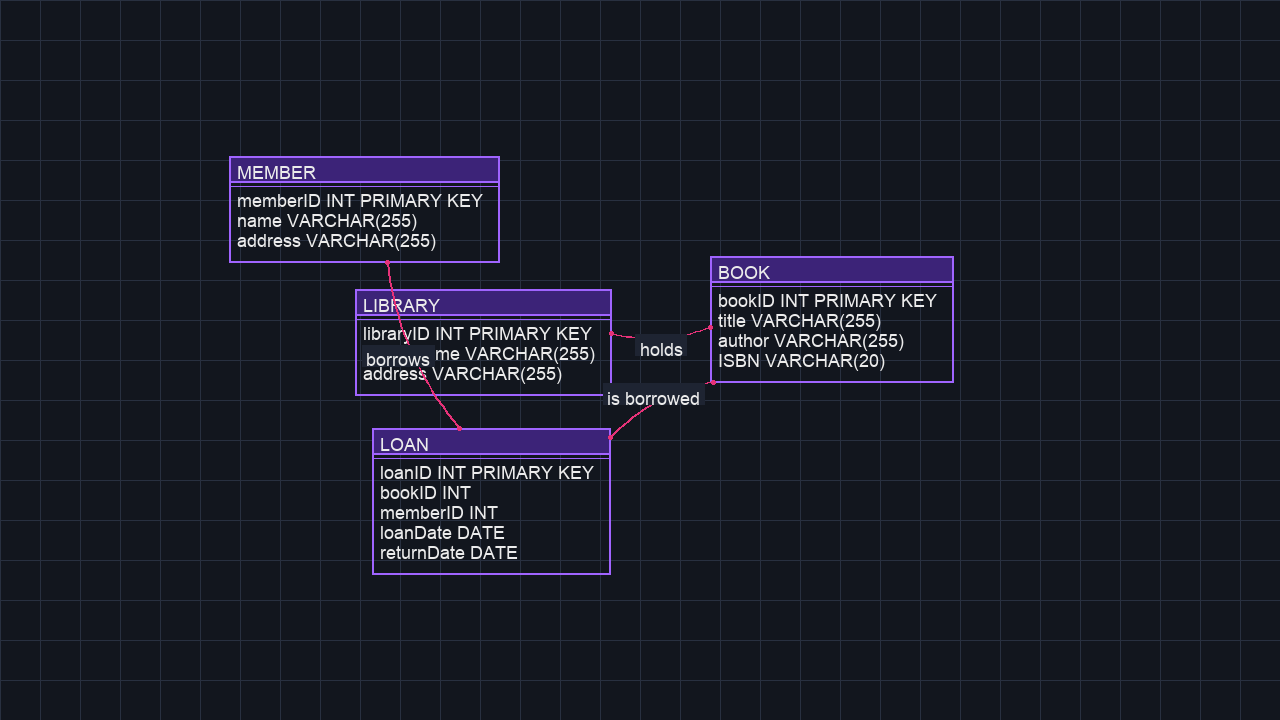 MEMBER
memberID INT PRIMARY KEY
name VARCHAR(255)
address VARCHAR(255)
LIBRARY
libraryID INT PRIMARY KEY
me VARCHAR(255)
address VARCHAR(255)
borrows
holds
BOOK
bookID INT PRIMARY KEY
title VARCHAR(255)
author VARCHAR(255)
ISBN VARCHAR(20)
is borrowed
LOAN
loanID INT PRIMARY KEY
bookID INT
memberID INT
loanDate DATE
returnDate DATE